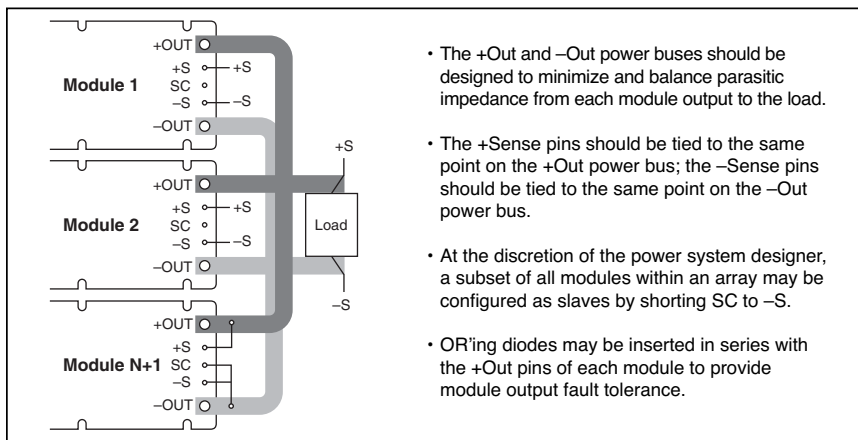 +OUT
+S
+S
Module 1
SC
–S
–S
–OUT
+S
+OUT
+S
+S
Module 2
SC
Load
–S
–S
–OUT
–S
+OUT
+S
Module N+1
SC
–S
–OUT
• The +Out and –Out power buses should be
designed to minimize and balance parasitic
impedance from each module output to the load.
• The +Sense pins should be tied to the same
point on the +Out power bus; the –Sense pins
should be tied to the same point on the –Out
power bus.
• At the discretion of the power system designer,
a subset of all modules within an array may be
configured as slaves by shorting SC to –S.
• OR'ing diodes may be inserted in series with
the +Out pins of each module to provide
module output fault tolerance.